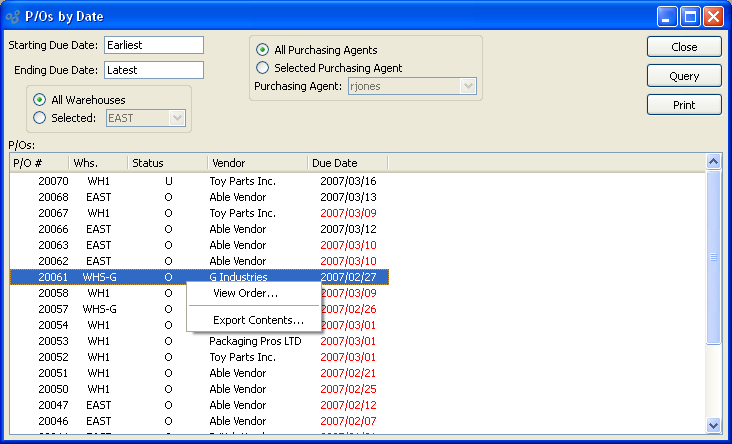 P/Os by Date
Starting Due Date: Earliest
Ending Due Date: Latest
All Warehouses
Selected: EAST
All Purchasing Agents
Selected Purchasing Agent
Purchasing Agent: rjones
Close
Query
Print
P/Os:
P/O # Whs. Status Vendor Due Date
20070 WH1 U Toy Parts Inc. 2007/03/16
20068 EAST O Able Vendor 2007/03/13
20067 WH1 O Toy Parts Inc. 2007/03/09
20066 EAST O Able Vendor 2007/03/12
20063 EAST O Able Vendor 2007/03/10
20062 EAST O Able Vendor 2007/03/10
20061 WHS-G O G Industries 2007/02/27
20058 WH1 View Order... 2007/03/09
20057 WHS-G 2007/02/26
20054 WH1 Export Contents... 2007/03/01
20053 WH1 O Packaging Pros LTD 2007/03/01
20052 WH1 O Toy Parts Inc. 2007/03/01
20051 WH1 O Able Vendor 2007/02/21
20050 WH1 O Able Vendor 2007/02/25
20047 EAST O Able Vendor 2007/02/12
20046 EAST O Able Vendor 2007/02/07